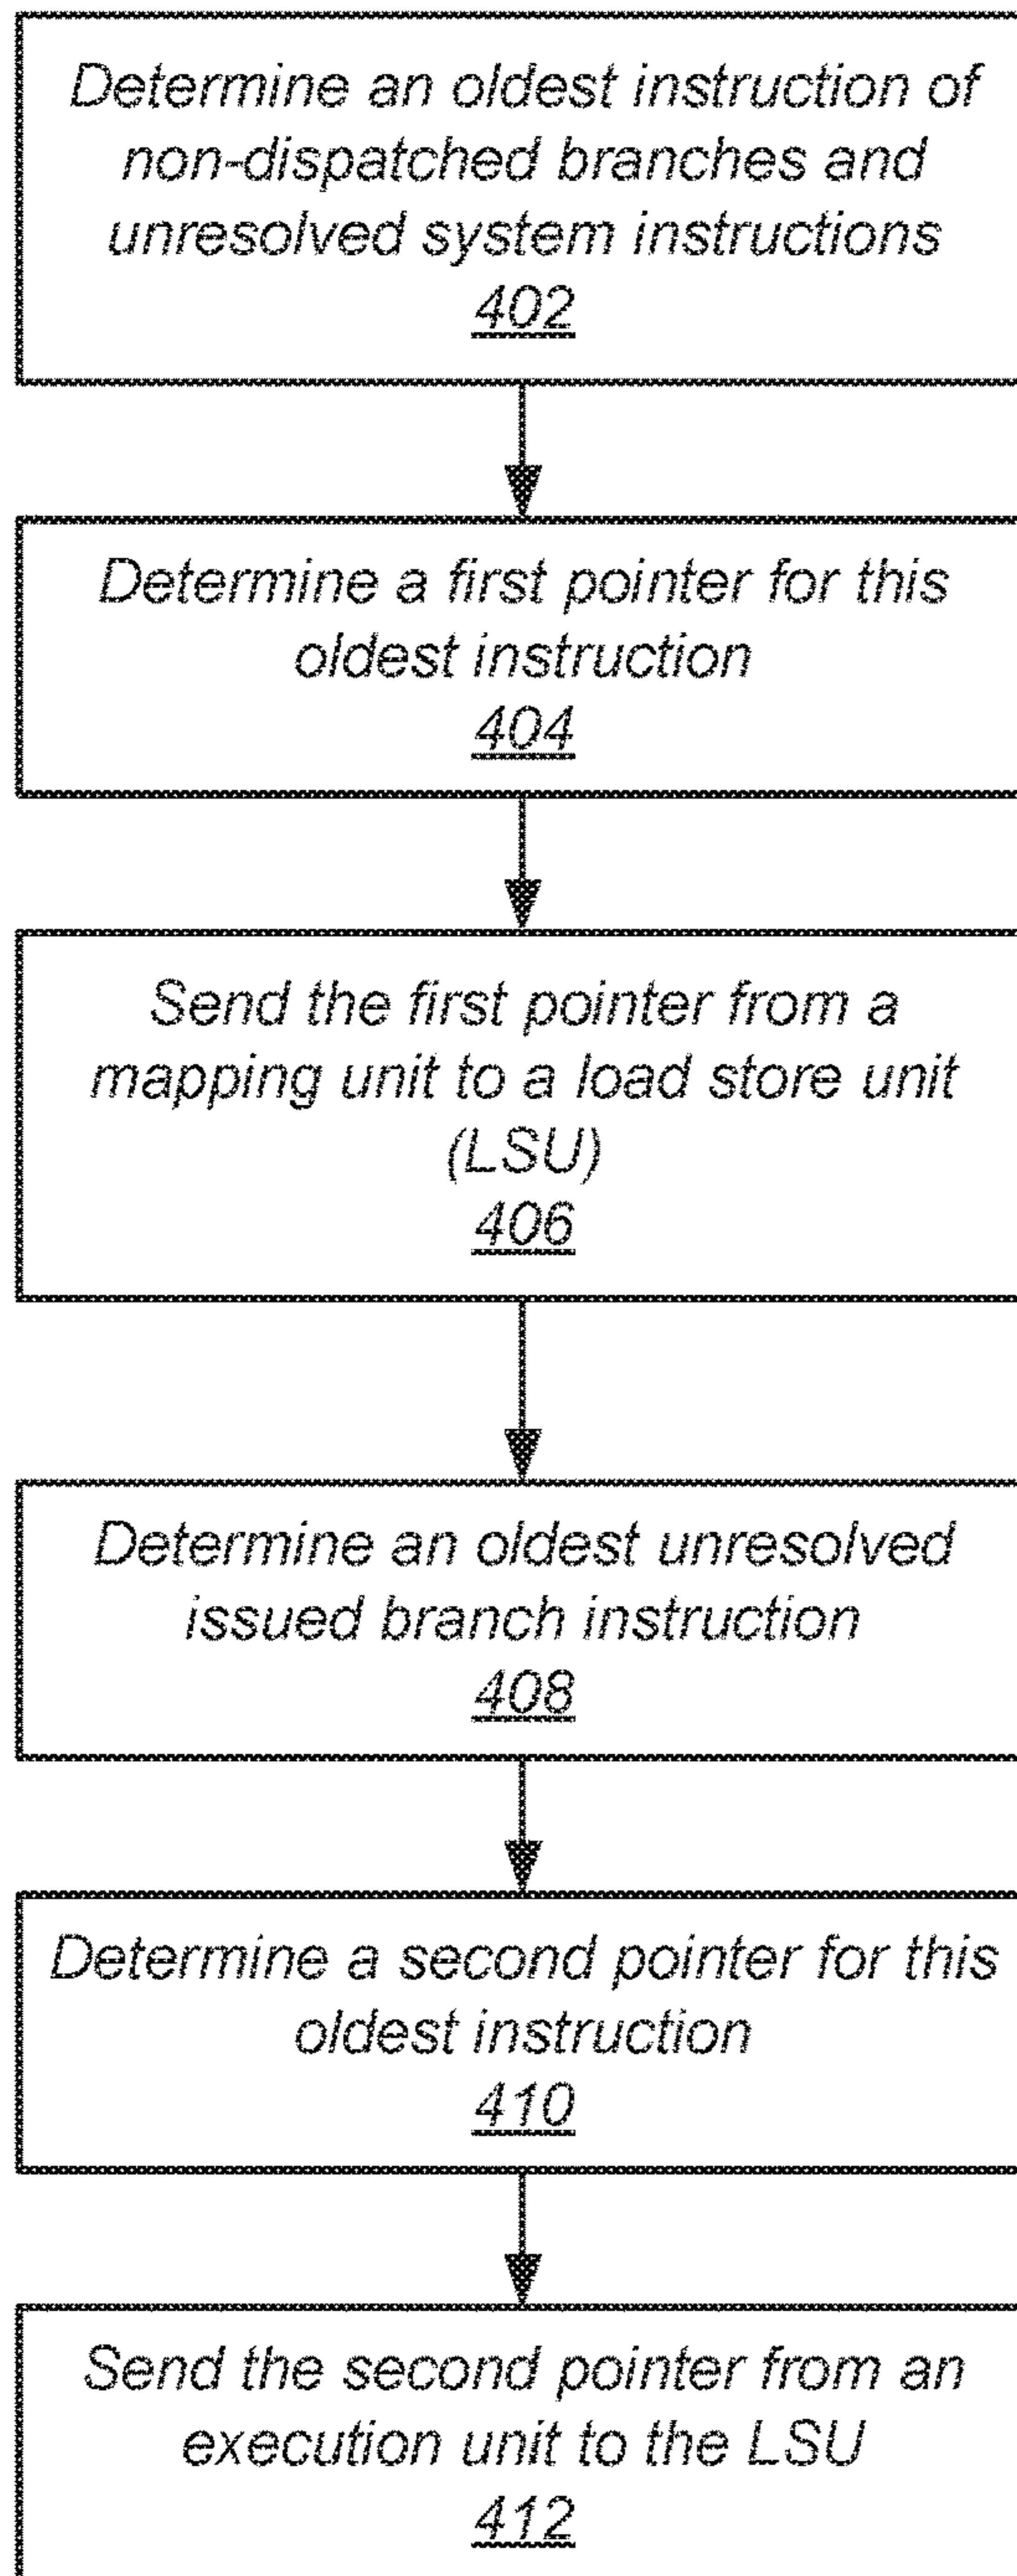 Determine an oldest instruction of
non-dispatched branches and
unresolved system instructions
402
Determine a first pointer for this
oldest instruction
404
Send the first pointer from a
mapping unit to a load store unit
(LSU)
406
Determine an oldest unresolved
issued branch instruction
408
Determine a second pointer for this
oldest instruction
410
Send the second pointer from an
execution unit to the LSU
412